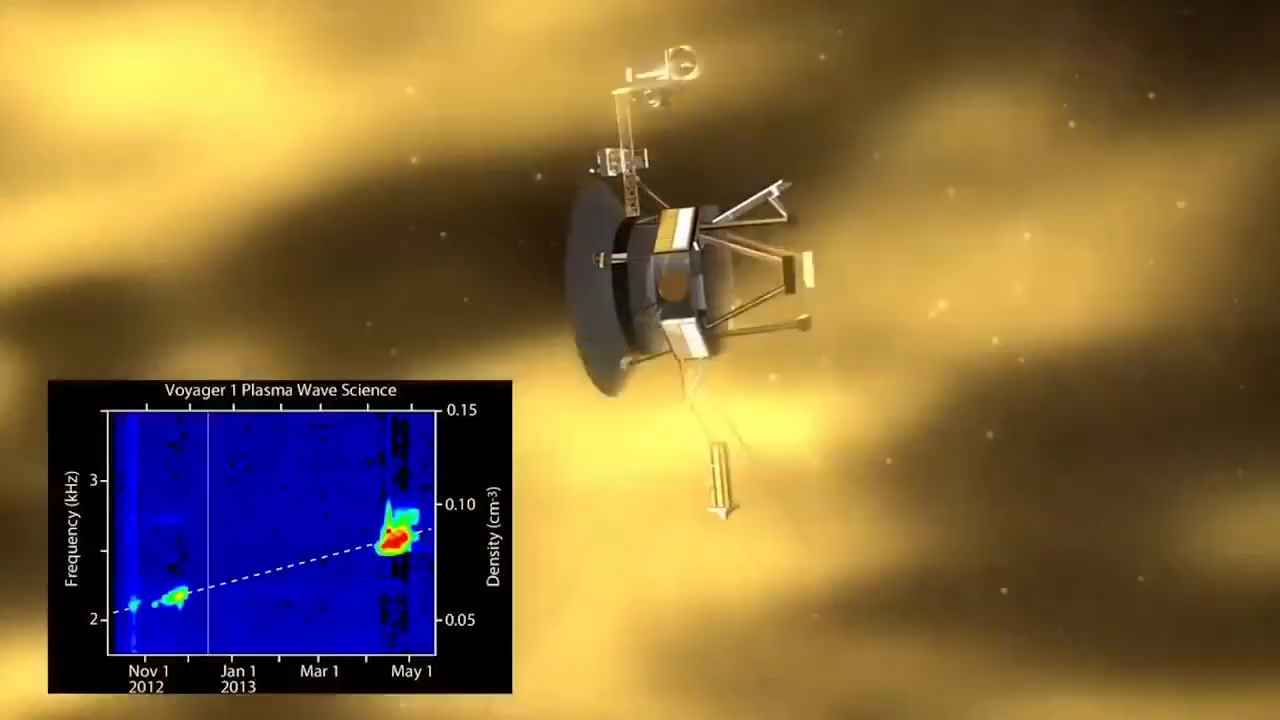 Voyager 1 Plasma Wave Science
0.15
3
Frequency (kHz)
0.10
Density (cm-3)
2
0.05
Nov 1 Jan 1 Mar 1 May 1
2012 2013